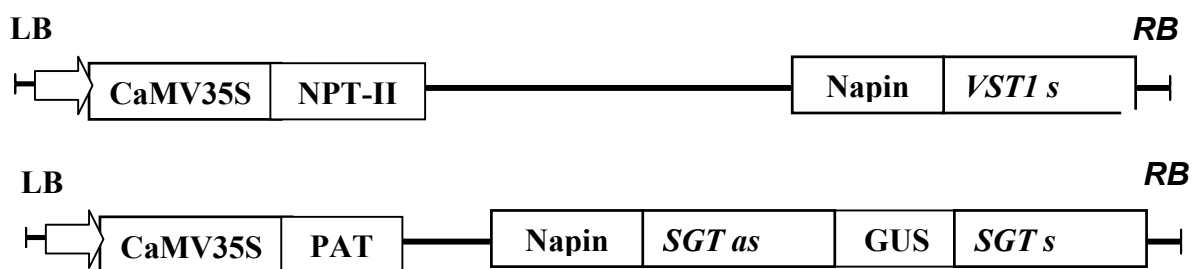 LB RB
CaMV35S NPT-II Napin VST1 s
LB RB
CaMV35S PAT Napin SGT as GUS SGT s